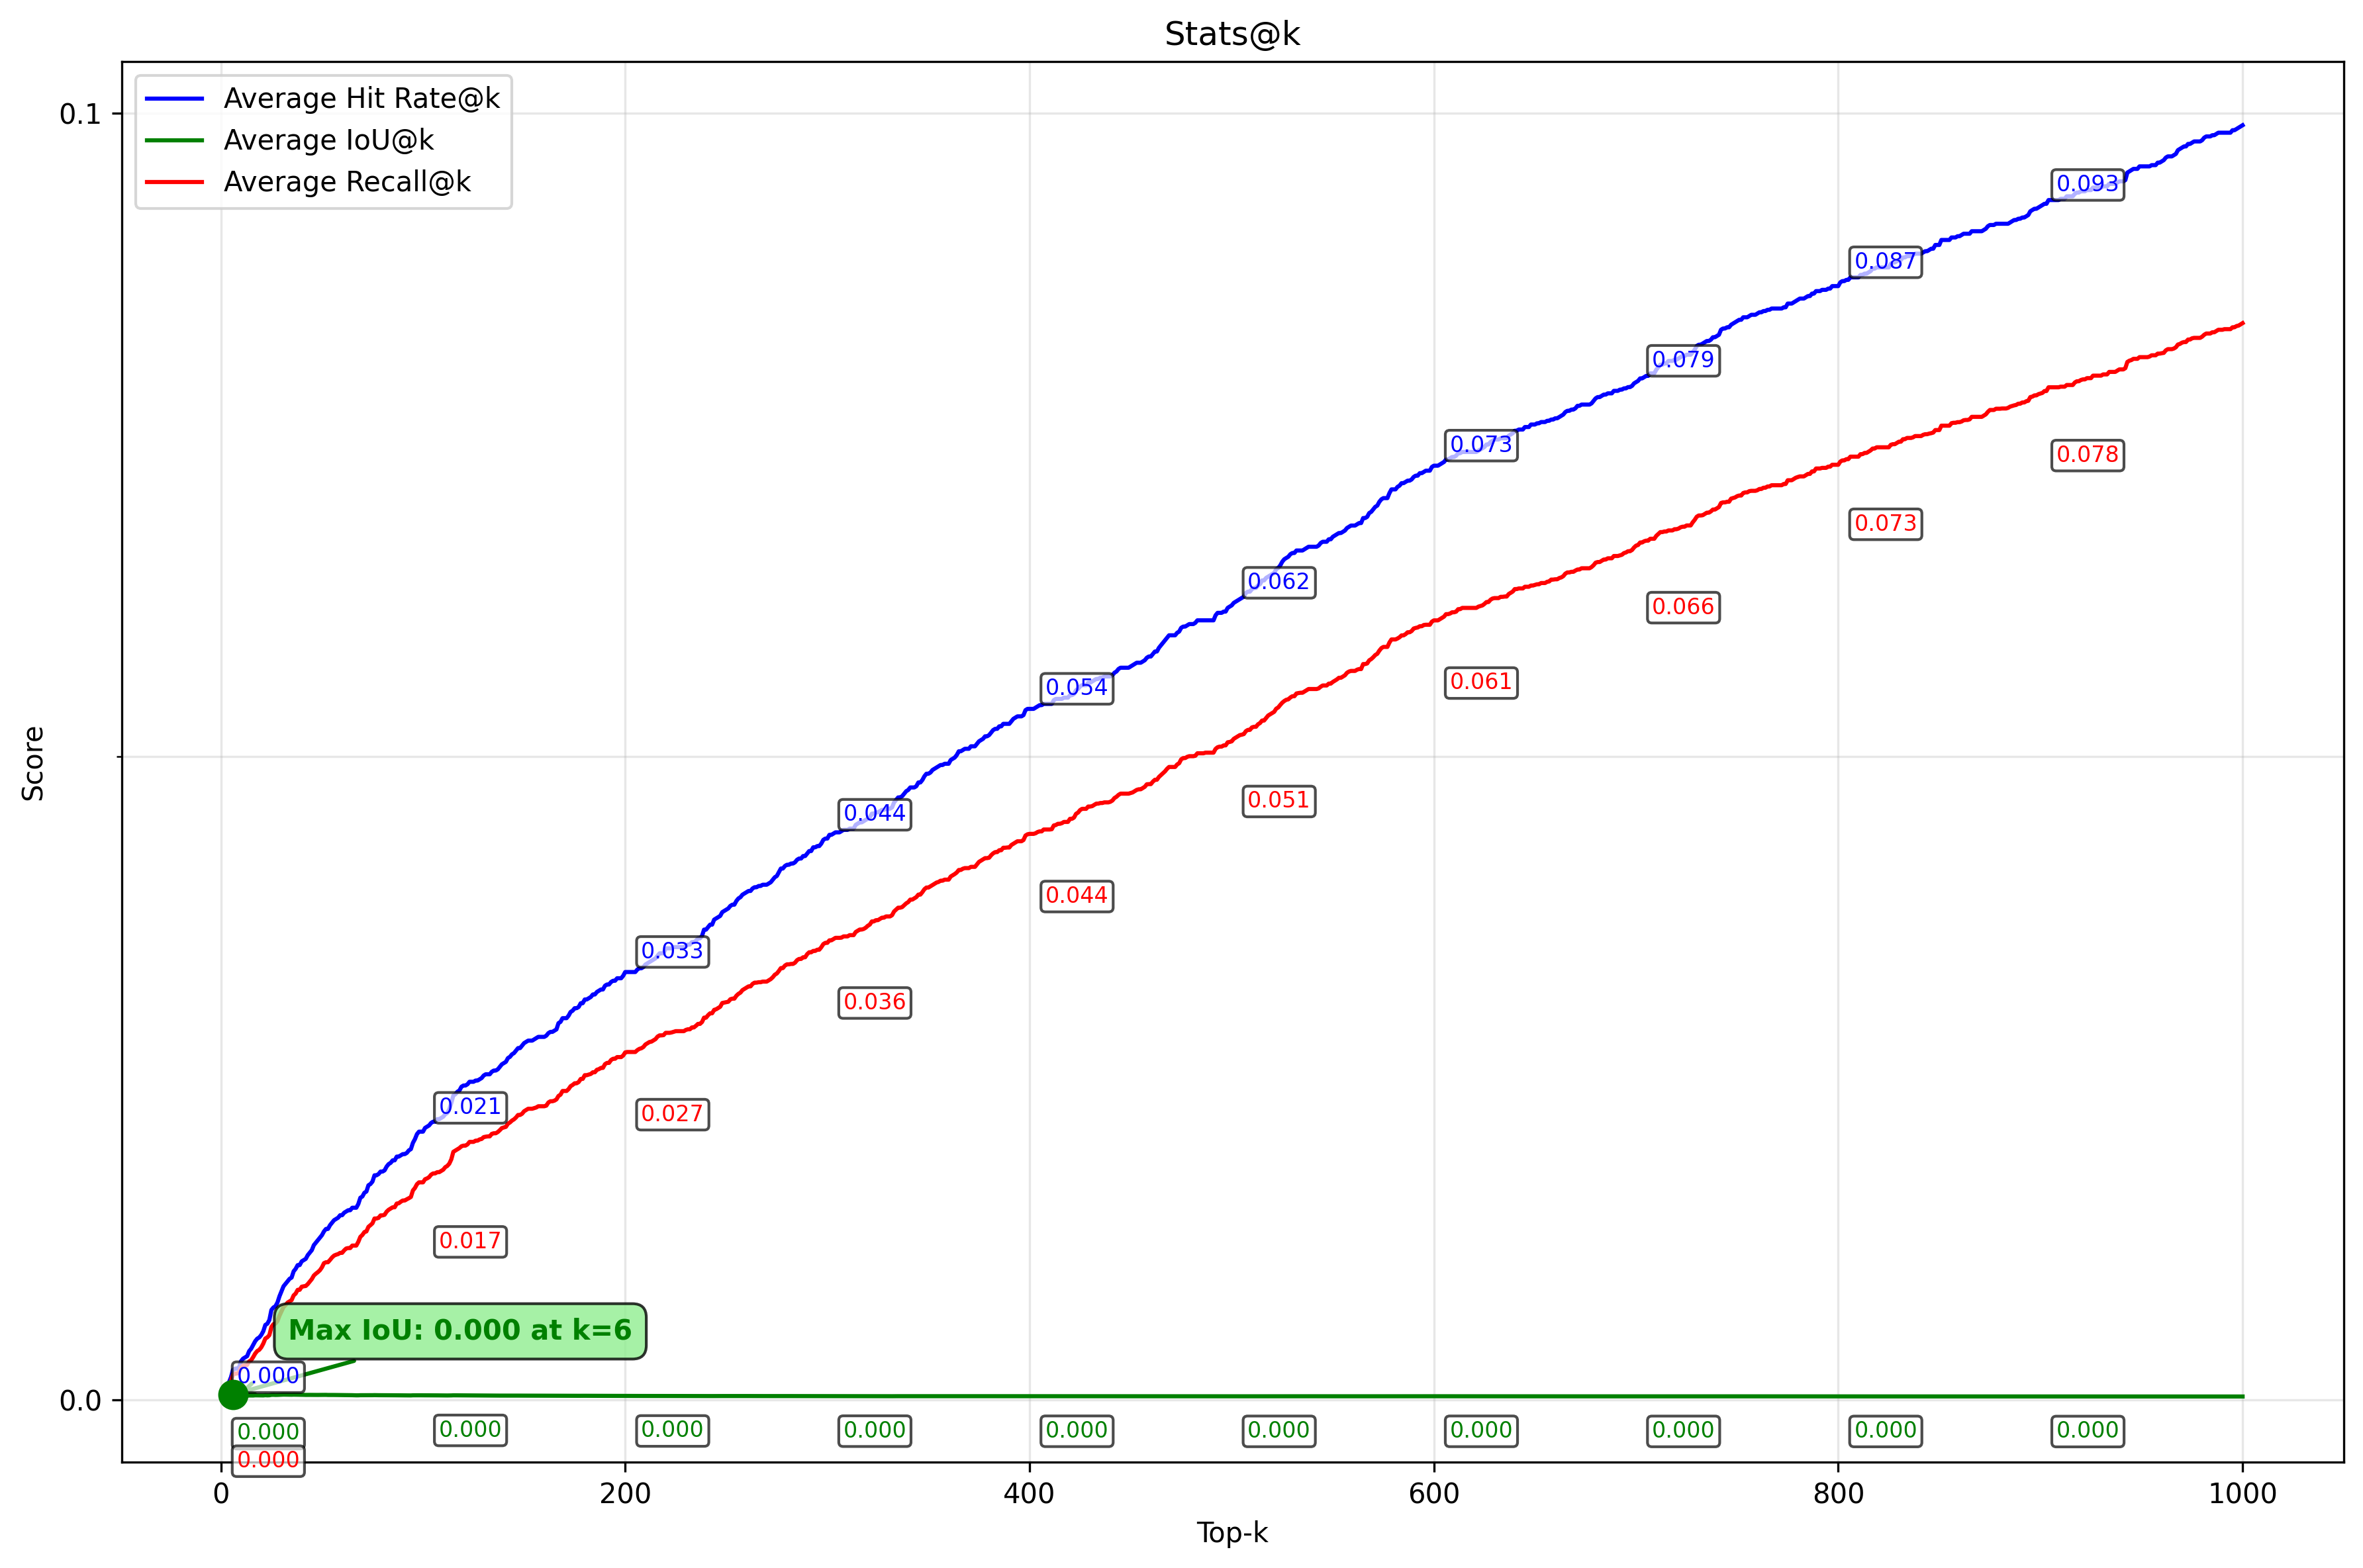 Stats@k
Average Hit Rate@k
Average IoU@k
Average Recall@k
0.1
0.0
Score
0.093
0.087
0.079
0.073
0.062
0.054
0.044
0.033
0.021
0.000
0.078
0.073
0.066
0.061
0.051
0.044
0.036
0.027
0.017
Max IoU: 0.000 at k=6
0.000 0.000 0.000 0.000 0.000 0.000 0.000 0.000 0.000 0.000
0.000
0 200 400 600 800 1000
Top-k